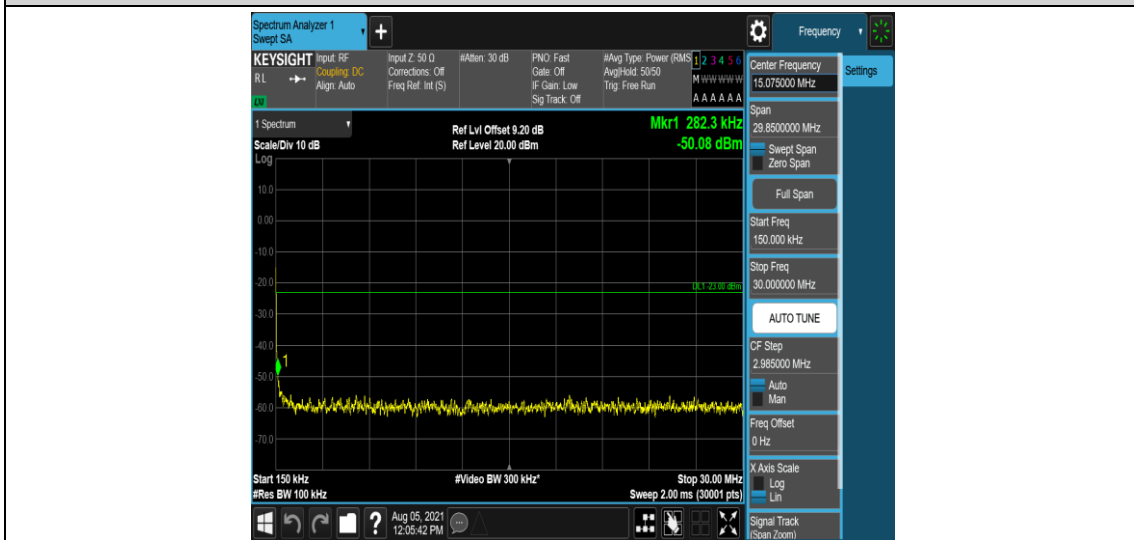 Spectrum Analyzer 1
Swept SA
+
Frequency
KEYSIGHT
RL
Input: RF
Coupling: DC
Align: Auto
Input Z: 50 Ω
Corrections: Off
Freq Ref: Int (S)
#Atten: 30 dB
PNO: Fast
Gate: Off
IF Gain: Low
Sig Track: Off
#Avg Type: Power (RMS
Avg|Hold: 50/50
Trig: Free Run
1 2 3 4 5 6
M W W W W W
A A A A A A
1 Spectrum
Scale/Div 10 dB
Ref Lvl Offset 9.20 dB
Ref Level 20.00 dBm
Mkr1 282.3 kHz
-50.08 dBm
Log
10.0
0.00
-10.0
-20.0
DL1 -23.00 dBm
-30.0
-40.0
1
-50.0
-60.0
-70.0
Start 150 kHz
#Video BW 300 kHz*
Stop 30.00 MHz
#Res BW 100 kHz
Sweep 2.00 ms (30001 pts)
?
Aug 05, 2021
12:05:42 PM
Center Frequency
15.075000 MHz
Settings
Span
29.8500000 MHz
Swept Span
Zero Span
Full Span
Start Freq
150.000 kHz
Stop Freq
30.000000 MHz
AUTO TUNE
CF Step
2.985000 MHz
Auto
Man
Freq Offset
0 Hz
X Axis Scale
Log
Lin
Signal Track
(Span Zoom)